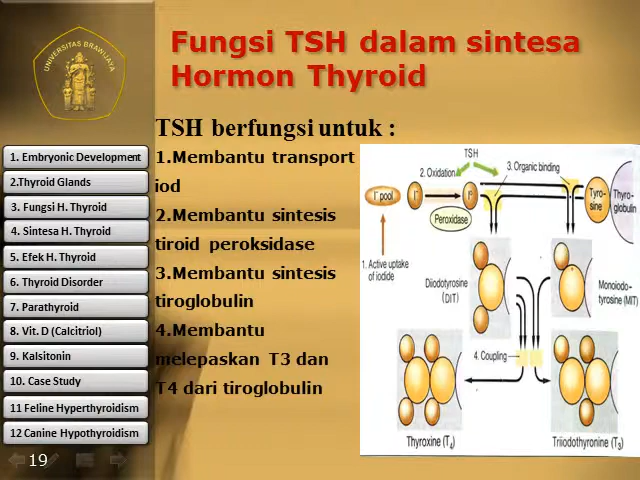 UNIVERSITAS BRAWIJAYA
Fungsi TSH dalam sintesa
Hormon Thyroid
TSH berfungsi untuk :
1.Membantu transport
iod
2.Membantu sintesis
tiroid peroksidase
3.Membantu sintesis
tiroglobulin
4.Membantu
melepaskan T3 dan
T4 dari tiroglobulin
1. Embryonic Development
2.Thyroid Glands
3. Fungsi H. Thyroid
4. Sintesa H. Thyroid
5. Efek H. Thyroid
6. Thyroid Disorder
7. Parathyroid
8. Vit. D (Calcitriol)
9. Kalsitonin
10. Case Study
11 Feline Hyperthyroidism
12 Canine Hypothyroidism
19
TSH
2. Oxidation
3. Organic binding
I⁻ pool
I⁻
I⁰
Peroxidase
Tyro-
sine
Thyro-
globulin
1. Active uptake
of iodide
Diiodotyrosine
(DIT)
Monoiodo-
tyrosine (MIT)
4. Coupling
Thyroxine (T₄)
Triiodothyronine (T₃)